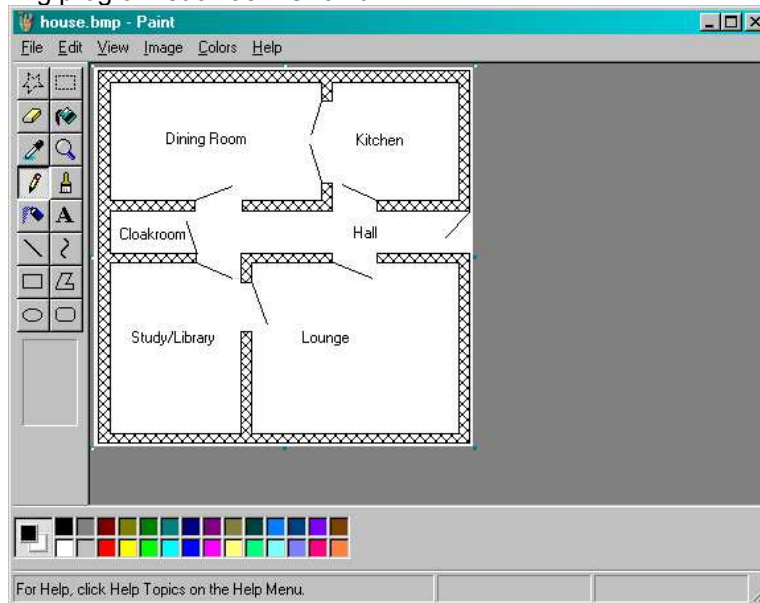 house.bmp - Paint
File Edit View Image Colors Help
Dining Room
Kitchen
Cloakroom
Hall
Study/Library
Lounge
A
For Help, click Help Topics on the Help Menu.